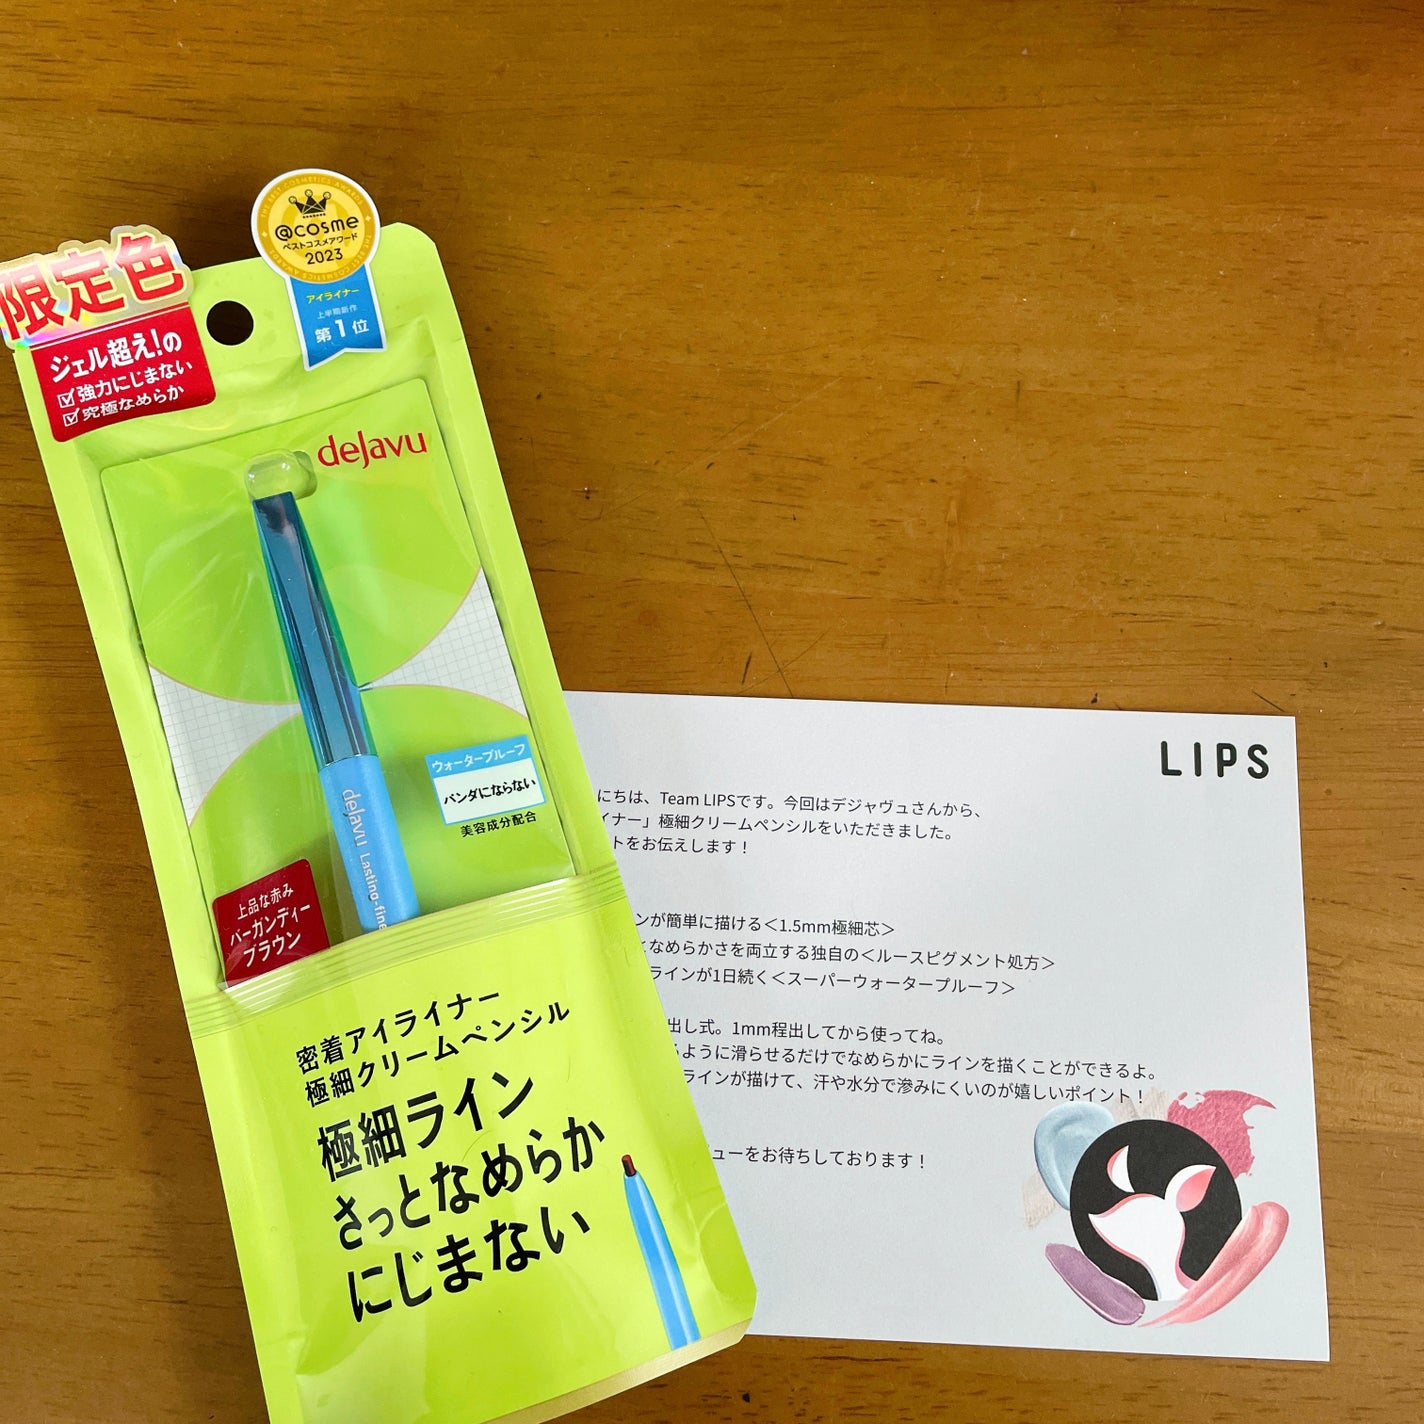 限定色
ジェル超え!の
強力にじまない
究極なめらか
THE BEST COSMETICS AWARDS
@cosme
ベストコスメアワード
2023
アイライナー
上半期新作
第1位
dejavu
ウォータープルーフ
パンダにならない
美容成分配合
dejavu Lasting-fine
上品な赤み
バーガンディー
ブラウン
密着アイライナー
極細クリームペンシル
極細ライン
さっとなめらか
にじまない
LIPS
にちは、Team LIPSです。今回はデジャヴュさんから、
イナー」極細クリームペンシルをいただきました。
トをお伝えします！
ンが簡単に描ける＜1.5mm極細芯＞
なめらかさを両立する独自の＜ルースピグメント処方＞
ラインが1日続く＜スーパーウォータープルーフ＞
出し式。1mm程出してから使ってね。
ように滑らせるだけでなめらかにラインを描くことができるよ。
ラインが描けて、汗や水分で滲みにくいのが嬉しいポイント！
ューをお待ちしております！